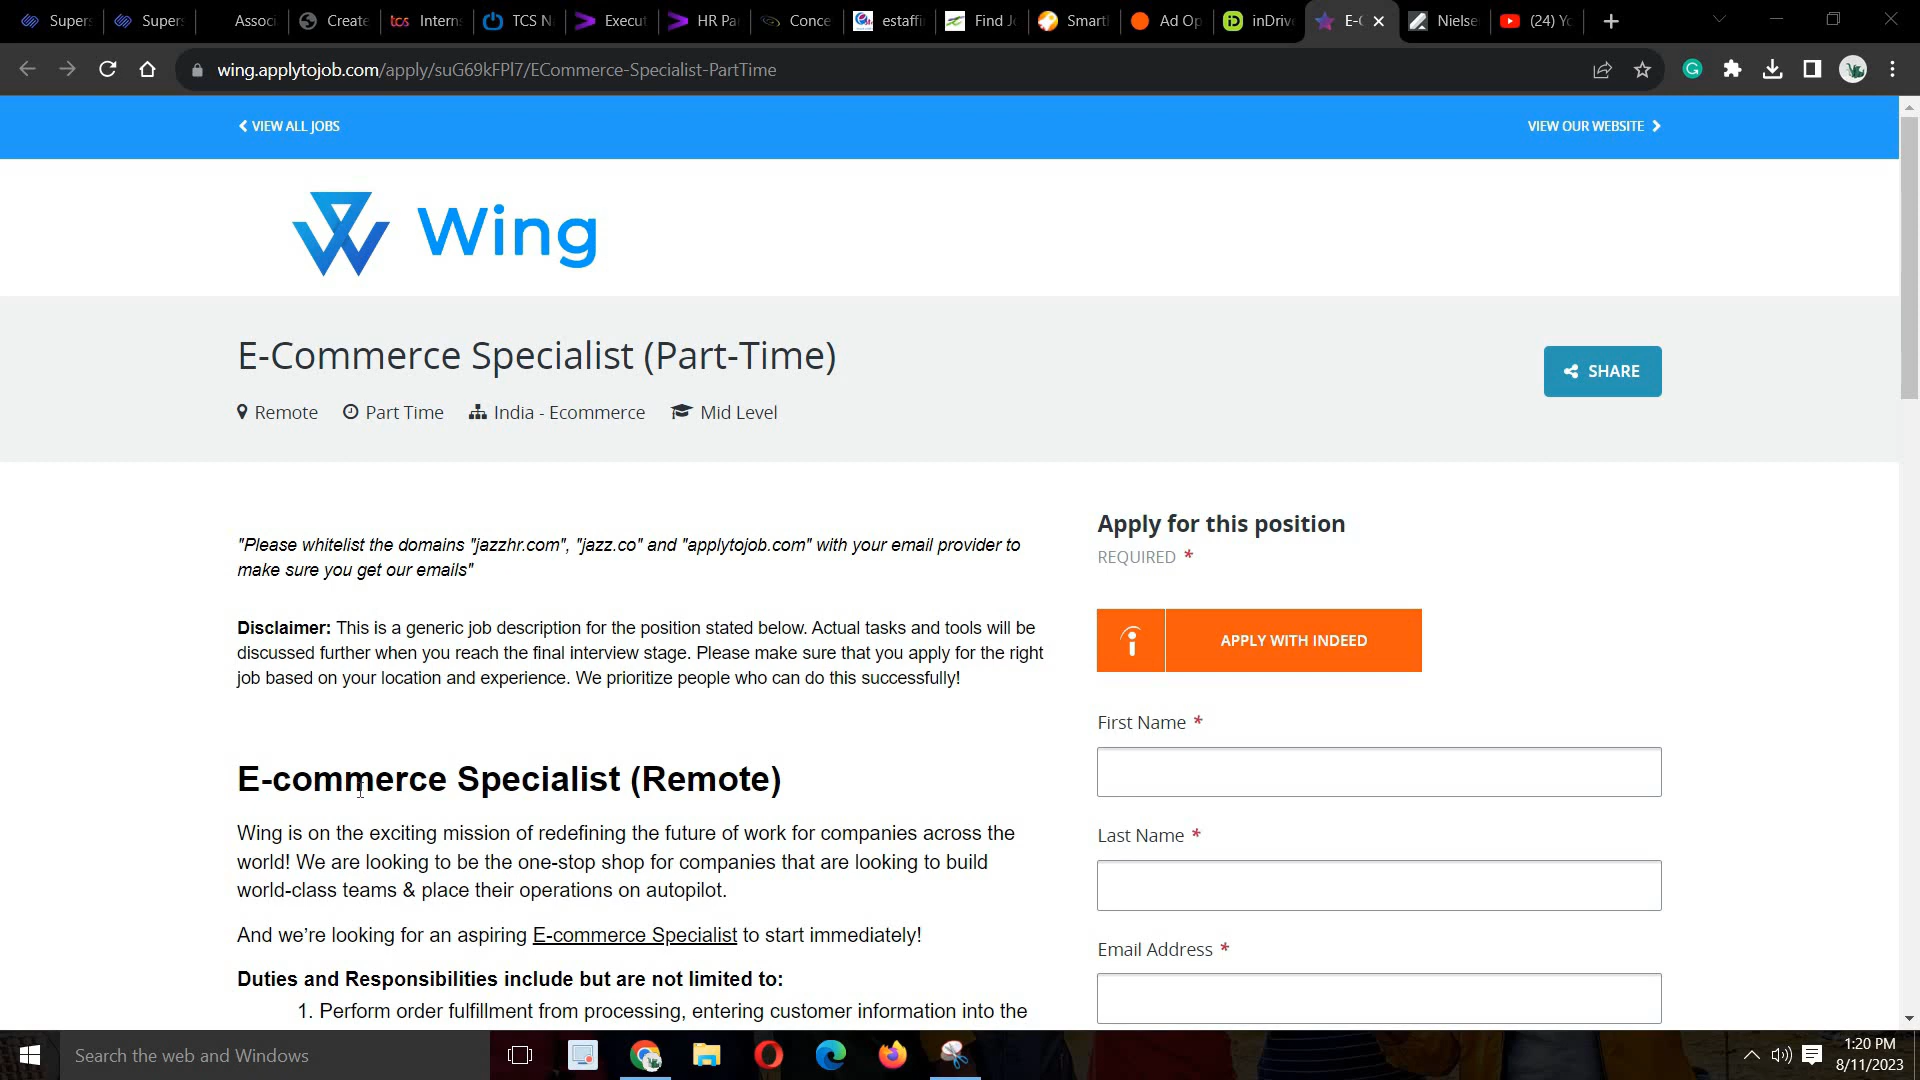 Supers
Supers
Associ
Create
tcs
Interns
TCS N
Execut
HR Pa
Conce
estaffi
Find Jo
Smart
Ad Op
iD
inDrive
E-C
Nielse
(24) Yo
wing.applytojob.com/apply/suG69kFPl7/ECommerce-Specialist-PartTime
VIEW ALL JOBS
VIEW OUR WEBSITE
Wing
E-Commerce Specialist (Part-Time)
SHARE
Remote Part Time India - Ecommerce Mid Level
"Please whitelist the domains "jazzhr.com", "jazz.co" and "applytojob.com" with your email provider to
make sure you get our emails"
Disclaimer: This is a generic job description for the position stated below. Actual tasks and tools will be
discussed further when you reach the final interview stage. Please make sure that you apply for the right
job based on your location and experience. We prioritize people who can do this successfully!
E-commerce Specialist (Remote)
Wing is on the exciting mission of redefining the future of work for companies across the
world! We are looking to be the one-stop shop for companies that are looking to build
world-class teams & place their operations on autopilot.
And we’re looking for an aspiring E-commerce Specialist to start immediately!
Duties and Responsibilities include but are not limited to:
1. Perform order fulfillment from processing, entering customer information into the
Apply for this position
REQUIRED *
APPLY WITH INDEED
First Name *
Last Name *
Email Address *
Search the web and Windows
1:20 PM
8/11/2023